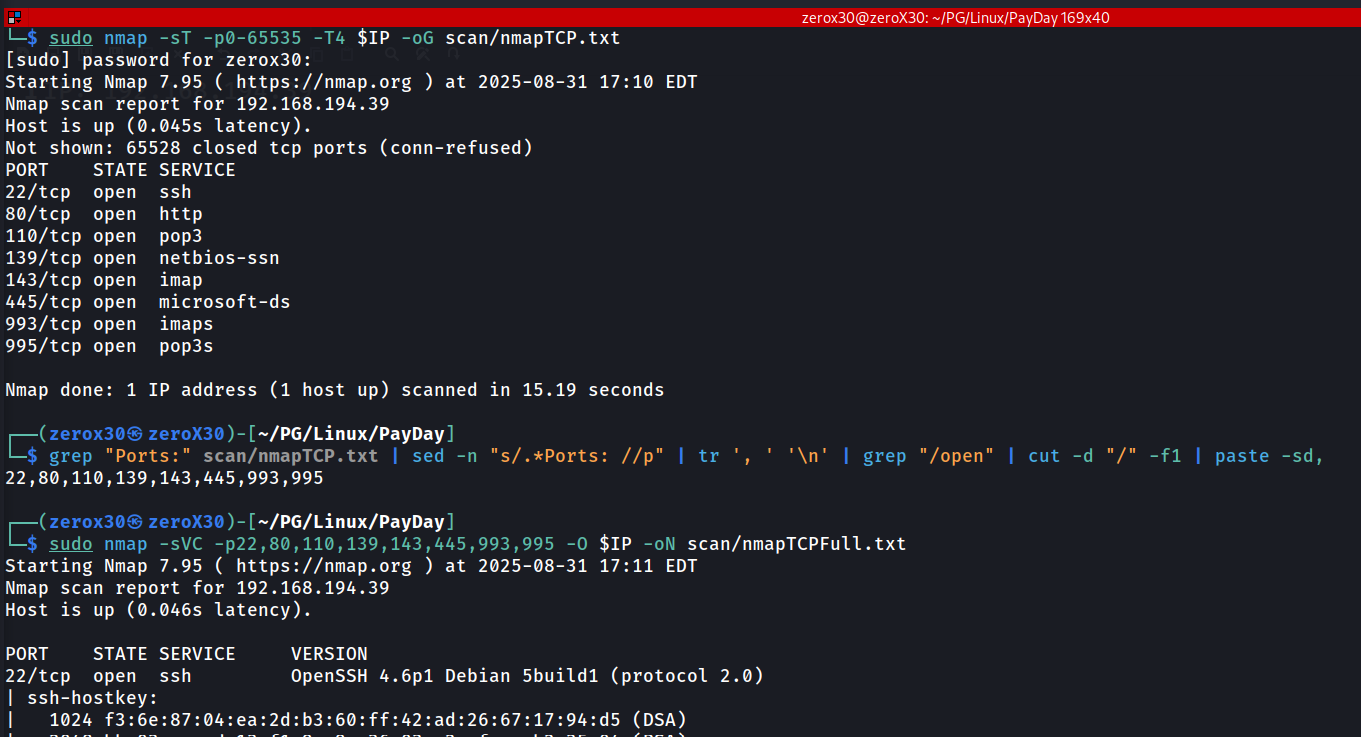 zerox30@zeroX30: ~/PG/Linux/PayDay 169x40
└─$ sudo nmap -sT -p0-65535 -T4 $IP -oG scan/nmapTCP.txt
[sudo] password for zerox30:
Starting Nmap 7.95 ( https://nmap.org ) at 2025-08-31 17:10 EDT
Nmap scan report for 192.168.194.39
Host is up (0.045s latency).
Not shown: 65528 closed tcp ports (conn-refused)
PORT    STATE SERVICE
22/tcp  open  ssh
80/tcp  open  http
110/tcp open  pop3
139/tcp open  netbios-ssn
143/tcp open  imap
445/tcp open  microsoft-ds
993/tcp open  imaps
995/tcp open  pop3s
Nmap done: 1 IP address (1 host up) scanned in 15.19 seconds
┌──(zerox30㉿zeroX30)-[~/PG/Linux/PayDay]
└─$ grep "Ports:" scan/nmapTCP.txt | sed -n "s/.*Ports: //p" | tr ', ' '\n' | grep "/open" | cut -d "/" -f1 | paste -sd,
22,80,110,139,143,445,993,995
┌──(zerox30㉿zeroX30)-[~/PG/Linux/PayDay]
└─$ sudo nmap -sVC -p22,80,110,139,143,445,993,995 -O $IP -oN scan/nmapTCPFull.txt
Starting Nmap 7.95 ( https://nmap.org ) at 2025-08-31 17:11 EDT
Nmap scan report for 192.168.194.39
Host is up (0.046s latency).
PORT    STATE SERVICE     VERSION
22/tcp  open  ssh         OpenSSH 4.6p1 Debian 5build1 (protocol 2.0)
| ssh-hostkey:
|   1024 f3:6e:87:04:ea:2d:b3:60:ff:42:ad:26:67:17:94:d5 (DSA)